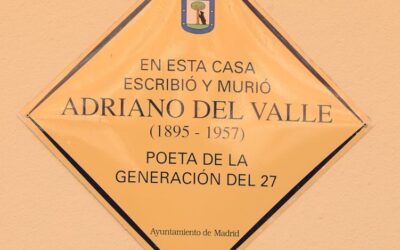 EN ESTA CASA
ESCRIBIÓ Y MURIÓ
ADRIANO DEL VALLE
(1895 - 1957)
POETA DE LA
GENERACIÓN DEL 27
Ayuntamiento de Madrid